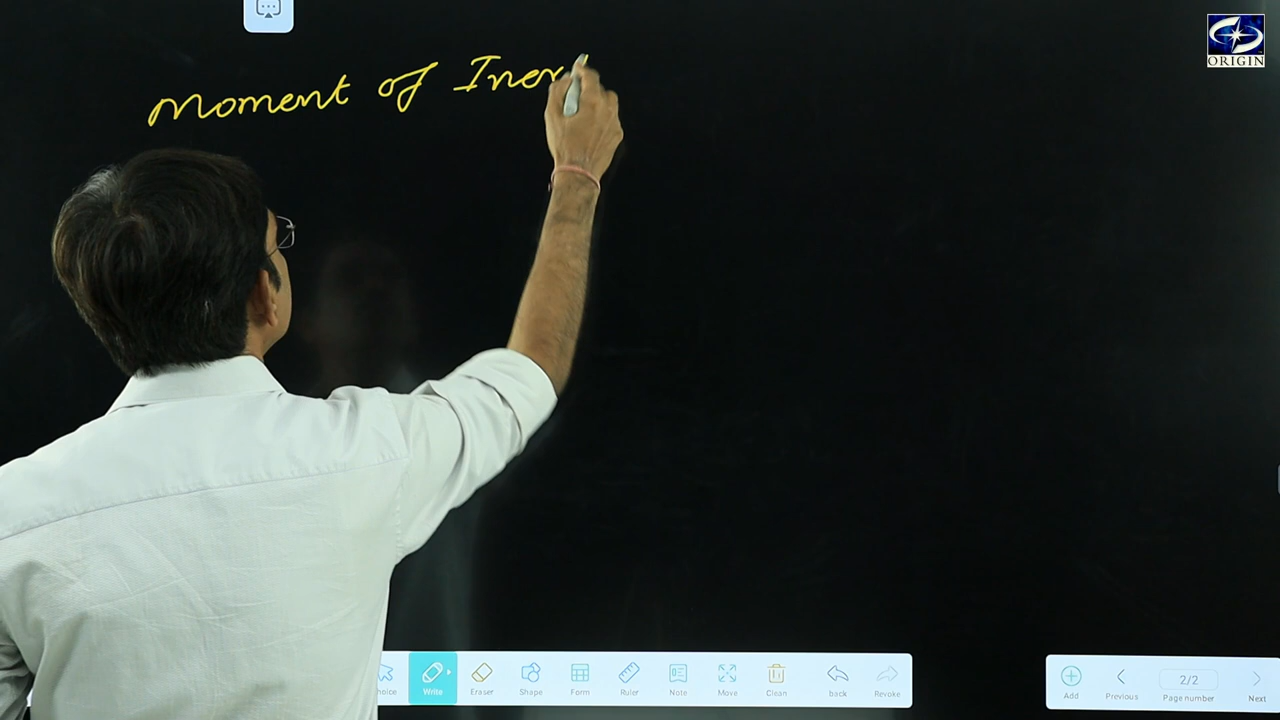 ORIGIN
Moment of Iner
hoice Write Eraser Shape Form Ruler Note Move Clean back Revoke
Add Previous 2/2 Page number Next